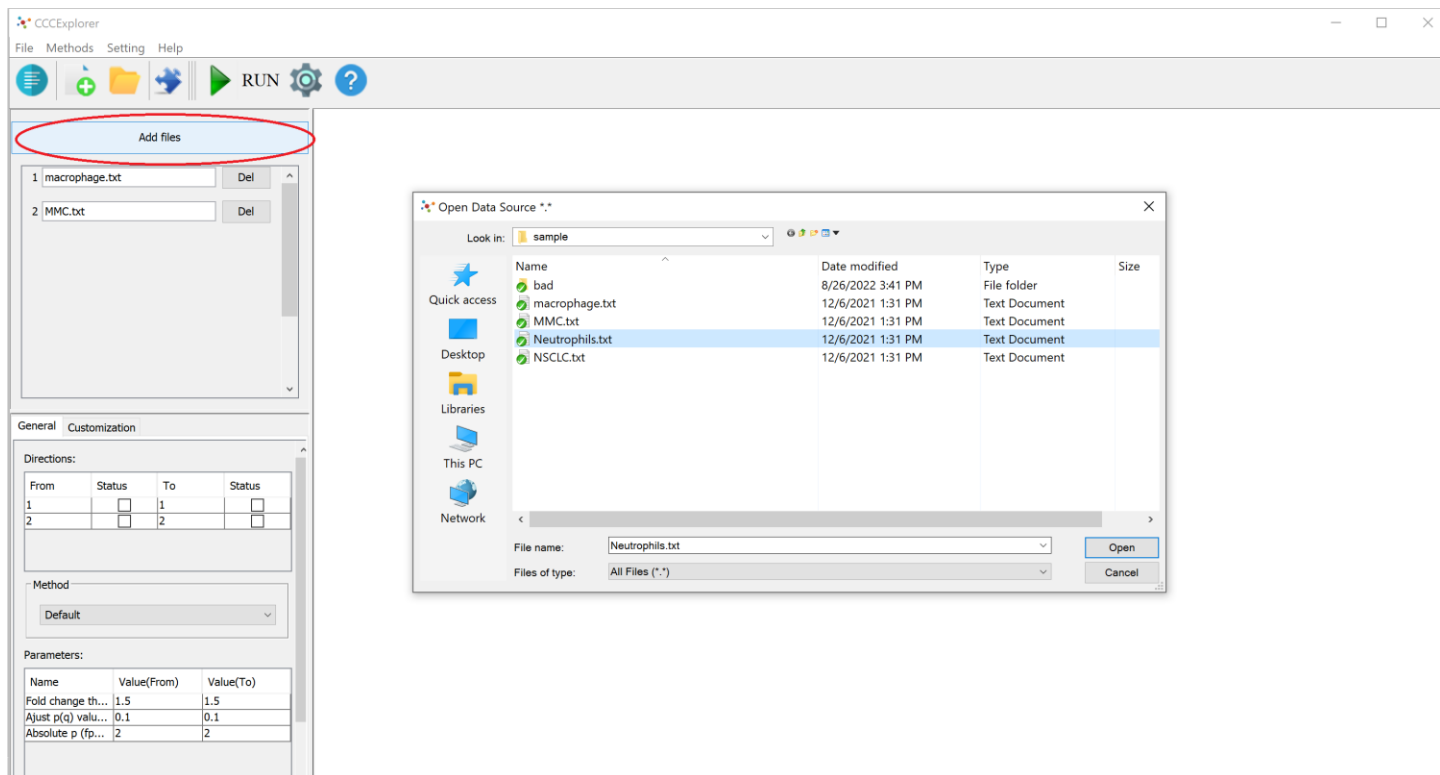 CCCExplorer
File Methods Setting Help
RUN
Add files
1 macrophage.txt Del
2 MMC.txt Del
General Customization
Directions:
From Status To Status
1 1
2 2
Method
Default
Parameters:
Name Value(From) Value(To)
Fold change th... 1.5 1.5
Ajust p(q) valu... 0.1 0.1
Absolute p (fp... 2 2
Open Data Source *.*
Look in: sample
Quick access
Desktop
Libraries
This PC
Network
Name Date modified Type Size
bad 8/26/2022 3:41 PM File folder
macrophage.txt 12/6/2021 1:31 PM Text Document
MMC.txt 12/6/2021 1:31 PM Text Document
Neutrophils.txt 12/6/2021 1:31 PM Text Document
NSCLC.txt 12/6/2021 1:31 PM Text Document
File name: Neutrophils.txt Open
Files of type: All Files (*.*) Cancel